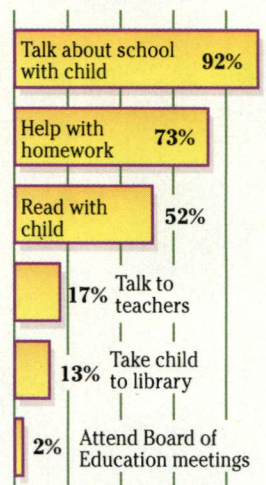 Talk about school
with child 92%
Help with
homework 73%
Read with
child 52%
17% Talk to
teachers
13% Take child
to library
2% Attend Board of
Education meetings